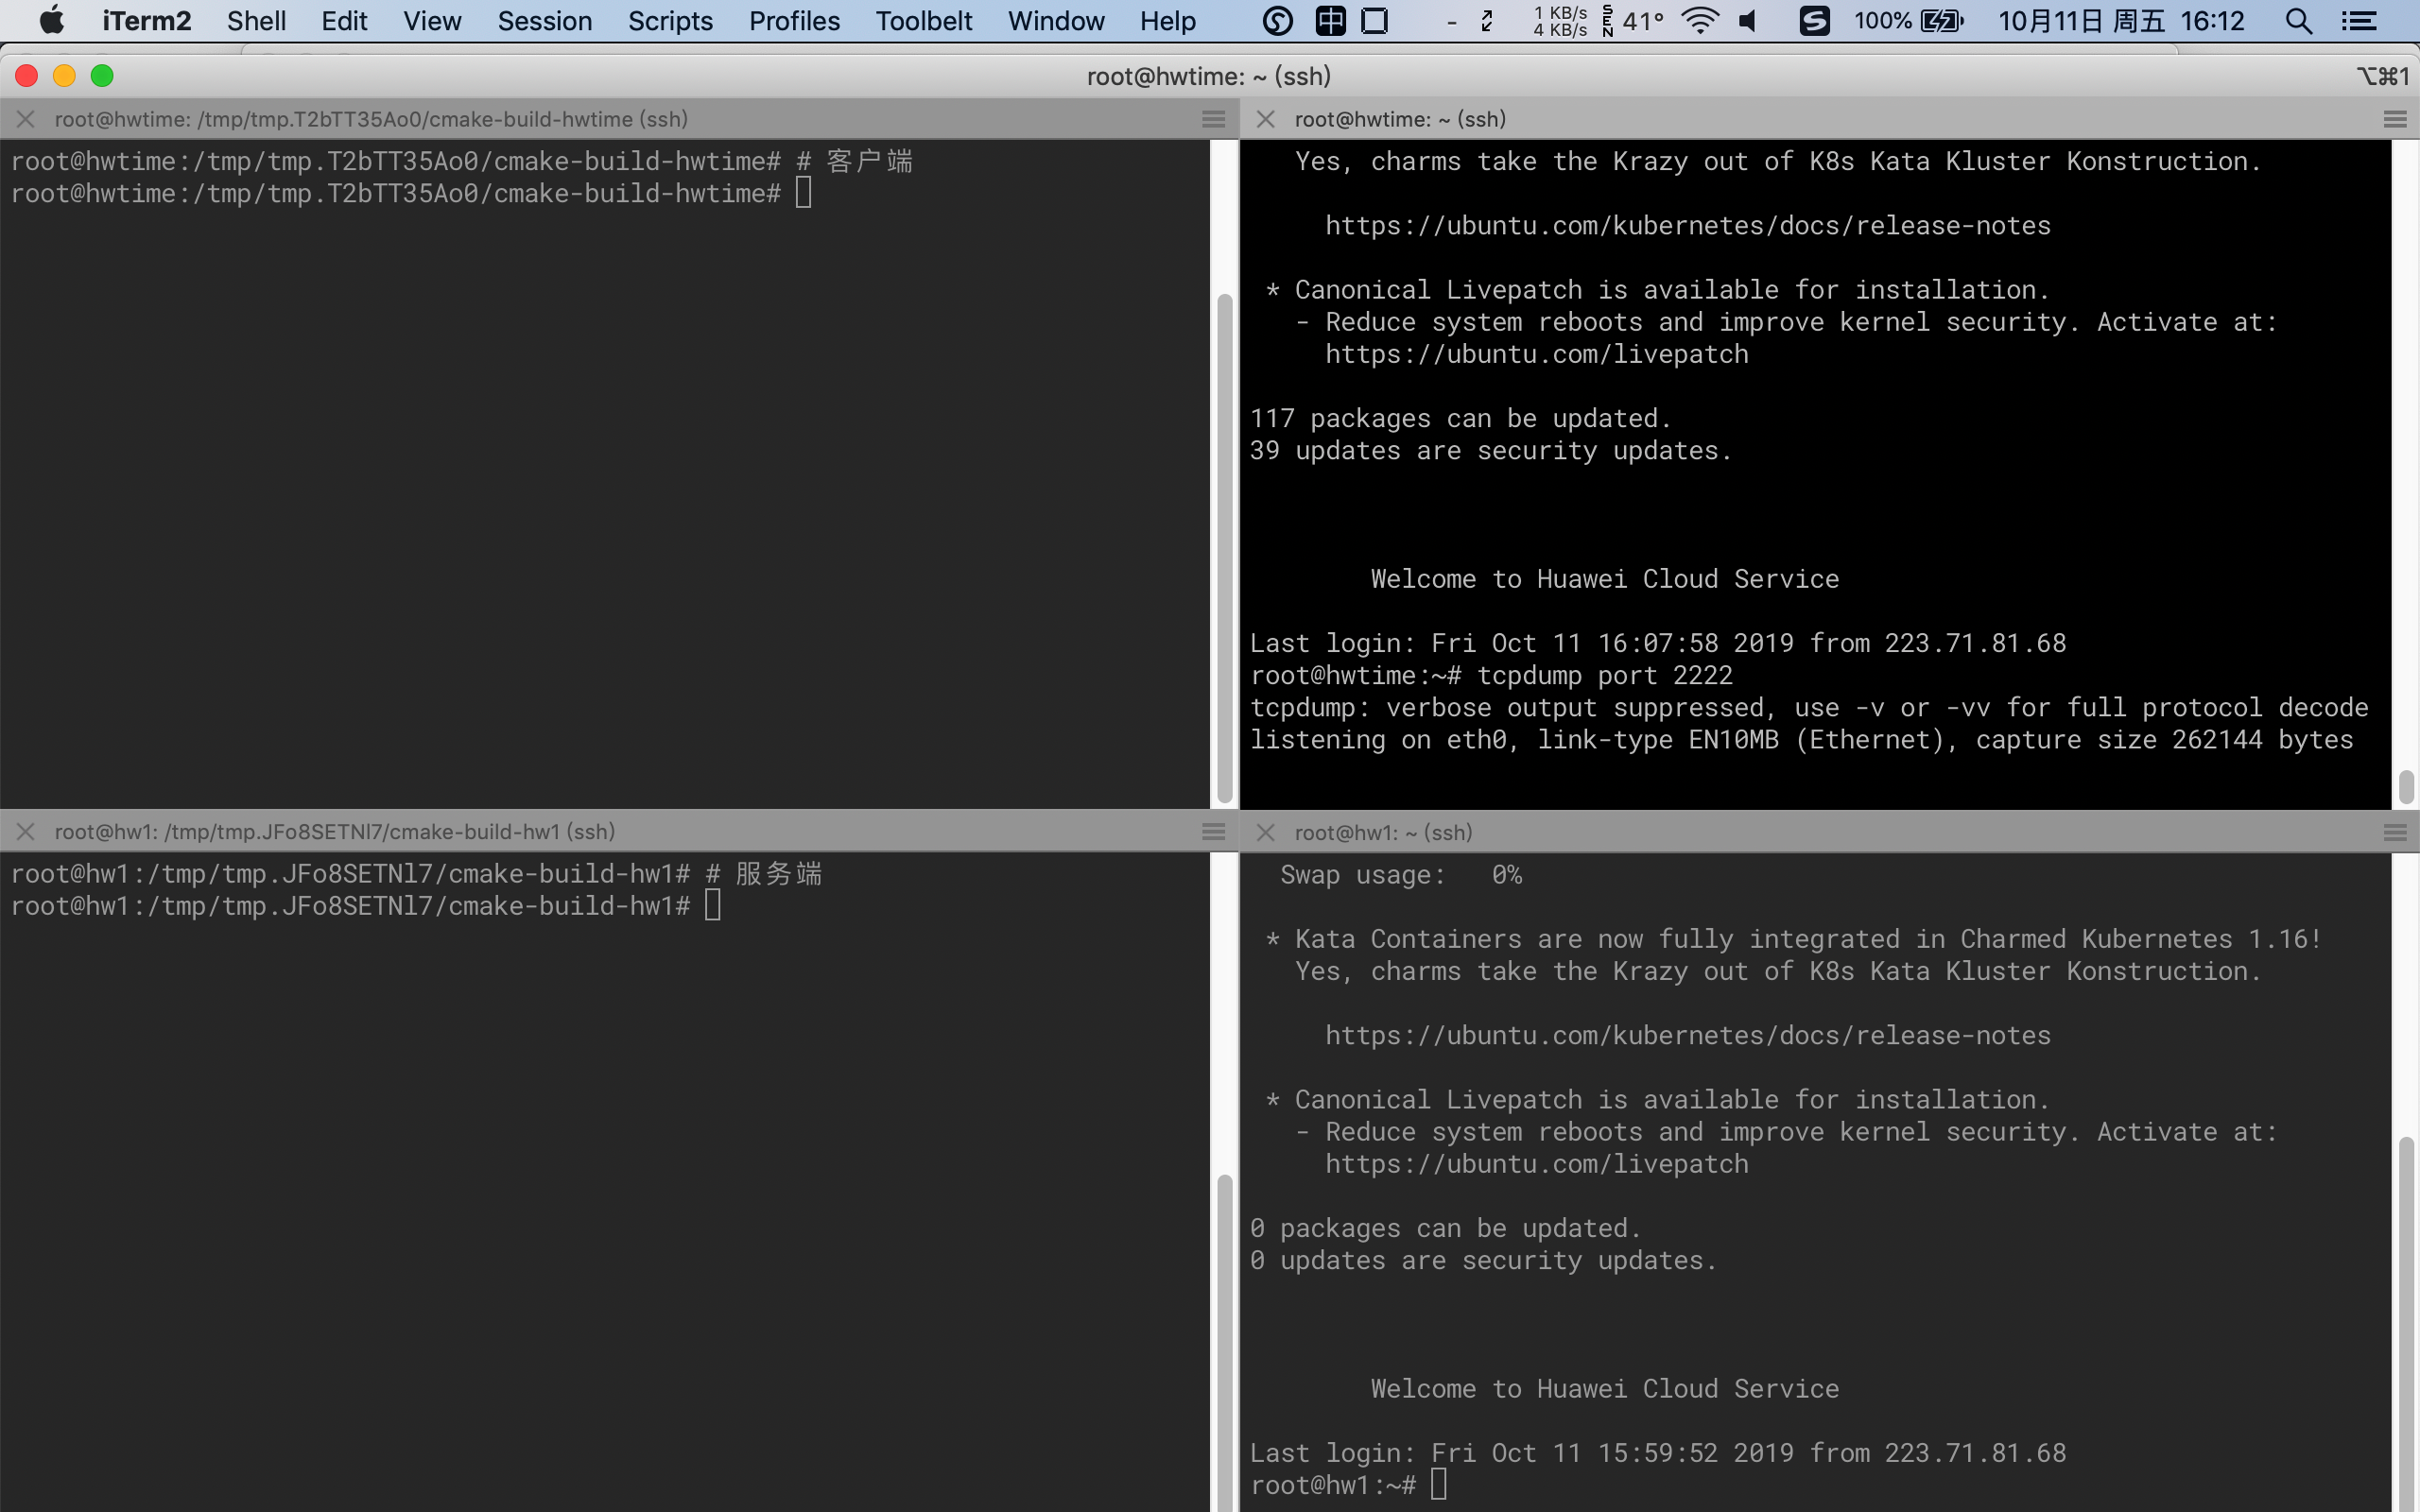 iTerm2 Shell Edit View Session Scripts Profiles Toolbelt Window Help 中 - 1 KB/s 4 KB/s SEN 41° 100% 10月11日 周五 16:12
root@hwtime: ~ (ssh) ⌥⌘1
root@hwtime: /tmp/tmp.T2bTT35Ao0/cmake-build-hwtime (ssh)
root@hwtime:/tmp/tmp.T2bTT35Ao0/cmake-build-hwtime# # 客户端
root@hwtime:/tmp/tmp.T2bTT35Ao0/cmake-build-hwtime#
root@hwtime: ~ (ssh)
Yes, charms take the Krazy out of K8s Kata Kluster Konstruction.
https://ubuntu.com/kubernetes/docs/release-notes
* Canonical Livepatch is available for installation.
- Reduce system reboots and improve kernel security. Activate at:
https://ubuntu.com/livepatch
117 packages can be updated.
39 updates are security updates.
Welcome to Huawei Cloud Service
Last login: Fri Oct 11 16:07:58 2019 from 223.71.81.68
root@hwtime:~# tcpdump port 2222
tcpdump: verbose output suppressed, use -v or -vv for full protocol decode
listening on eth0, link-type EN10MB (Ethernet), capture size 262144 bytes
root@hw1: /tmp/tmp.JFo8SETNl7/cmake-build-hw1 (ssh)
root@hw1:/tmp/tmp.JFo8SETNl7/cmake-build-hw1# # 服务端
root@hw1:/tmp/tmp.JFo8SETNl7/cmake-build-hw1#
root@hw1: ~ (ssh)
Swap usage: 0%
* Kata Containers are now fully integrated in Charmed Kubernetes 1.16!
Yes, charms take the Krazy out of K8s Kata Kluster Konstruction.
https://ubuntu.com/kubernetes/docs/release-notes
* Canonical Livepatch is available for installation.
- Reduce system reboots and improve kernel security. Activate at:
https://ubuntu.com/livepatch
0 packages can be updated.
0 updates are security updates.
Welcome to Huawei Cloud Service
Last login: Fri Oct 11 15:59:52 2019 from 223.71.81.68
root@hw1:~#